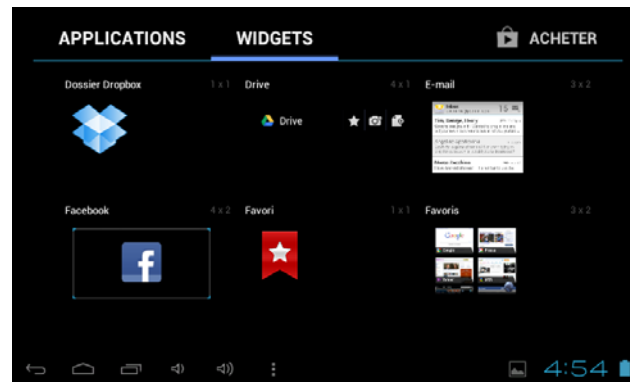 APPLICATIONS WIDGETS ACHETER
Dossier Dropbox 1 x 1 Drive 4 x 1 E-mail 3 x 2
Drive
Facebook 4 x 2 Favori 1 x 1 Favoris 3 x 2
Google
4:54